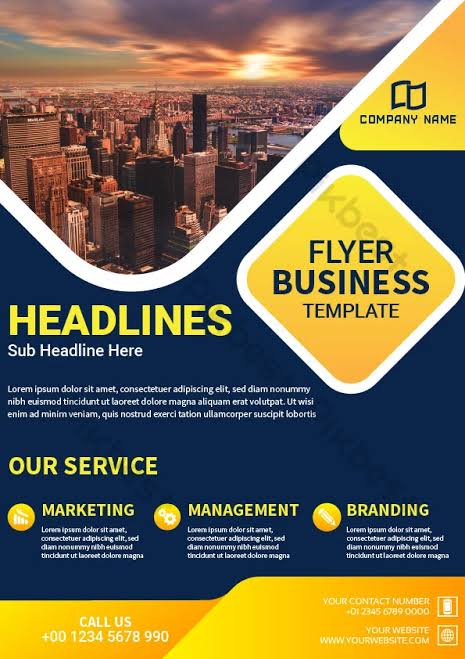 MetLife
COMPANY NAME
FLYER
BUSINESS
TEMPLATE
HEADLINES
Sub Headline Here
Lorem ipsum dolor sit amet, consectetuer adipiscing elit, sed diam nonummy
nibh euismod tincidunt ut laoreet dolore magna aliquam erat volutpat. Ut wisi
enim ad minim veniam, quis nostrud exerci tation ullamcorper suscipit lobortis
OUR SERVICE
MARKETING
Lorem ipsum dolor sit amet,
consectetuer adipiscing elit,
sed diam nonummy nibh euismod
tincidunt ut laoreet dolore magna
MANAGEMENT
Lorem ipsum dolor sit amet,
consectetuer adipiscing elit, sed diam
nonummy nibh euismod tincidunt ut
laoreet dolore magna
BRANDING
Lorem ipsum dolor sit amet,
consectetuer adipiscing elit,
sed diam nonummy nibh euismod
tincidunt ut laoreet dolore magna
CALL US
+00 1234 5678 990
YOUR CONTACT NUMBER
+01 2345 6789 0000
YOUR WEBSITE
WWW.YOURWEBSITE.COM